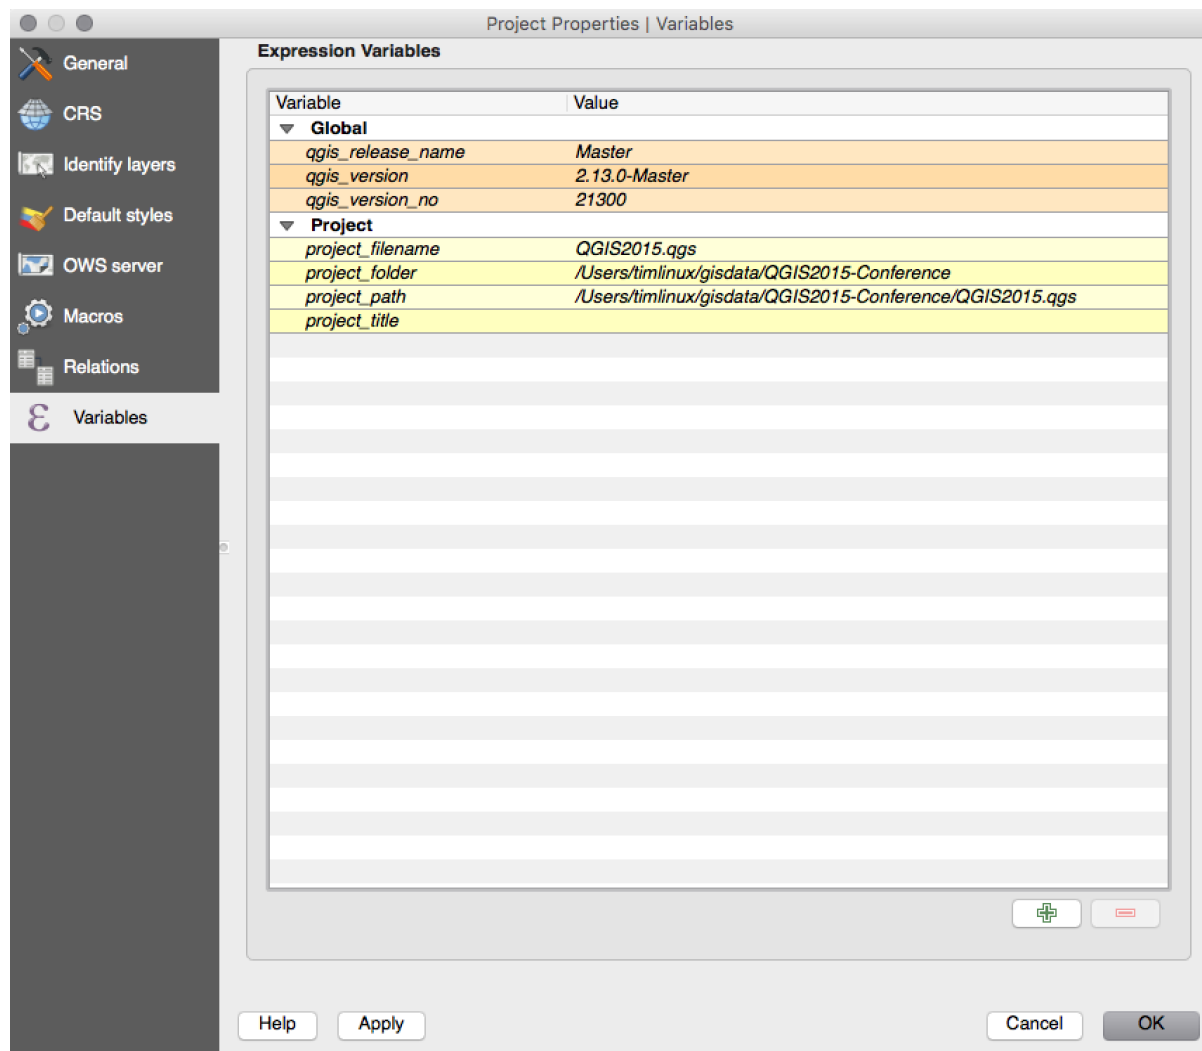 Project Properties | Variables
General
CRS
Identify layers
Default styles
OWS server
Macros
Relations
Variables
Expression Variables
Variable Value
Global
qgis_release_name Master
qgis_version 2.13.0-Master
qgis_version_no 21300
Project
project_filename QGIS2015.qgs
project_folder /Users/timlinux/gisdata/QGIS2015-Conference
project_path /Users/timlinux/gisdata/QGIS2015-Conference/QGIS2015.qgs
project_title
Help Apply Cancel OK